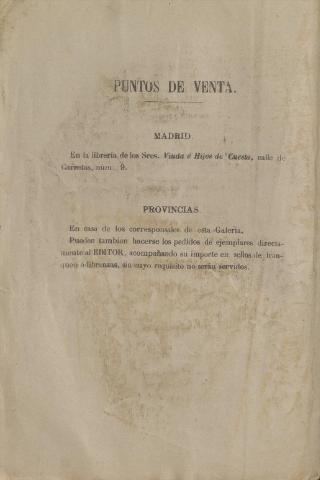 PUNTOS DE VENTA.
MADRID.
En la librería de los Sres. Viuda é Hijos de Cuesta, calle de
Carretas, núm. 9.
PROVINCIAS.
En casa de los corresponsales de esta Galería.
Pueden tambien hacerse los pedidos de ejemplares directa-
mente al EDITOR, acompañando su importe en sellos de fran-
queo ó libranzas, sin cuyo requisito no serán servidos.